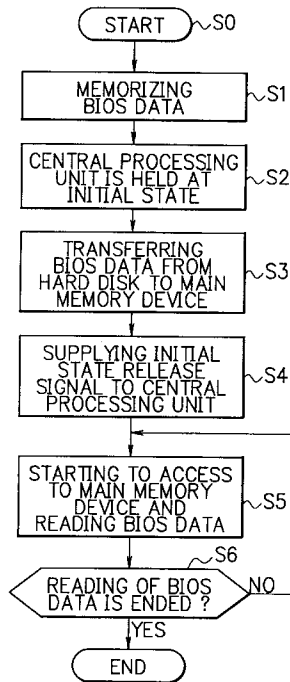 START
S0
MEMORIZING
BIOS DATA
S1
CENTRAL PROCESSING
UNIT IS HELD AT
INITIAL STATE
S2
TRANSFERRING
BIOS DATA FROM
HARD DISK TO MAIN
MEMORY DEVICE
S3
SUPPLYING INITIAL
STATE RELEASE
SIGNAL TO CENTRAL
PROCESSING UNIT
S4
STARTING TO ACCESS
TO MAIN MEMORY
DEVICE AND
READING BIOS DATA
S5
S6
READING OF BIOS
DATA IS ENDED ?
NO
YES
END